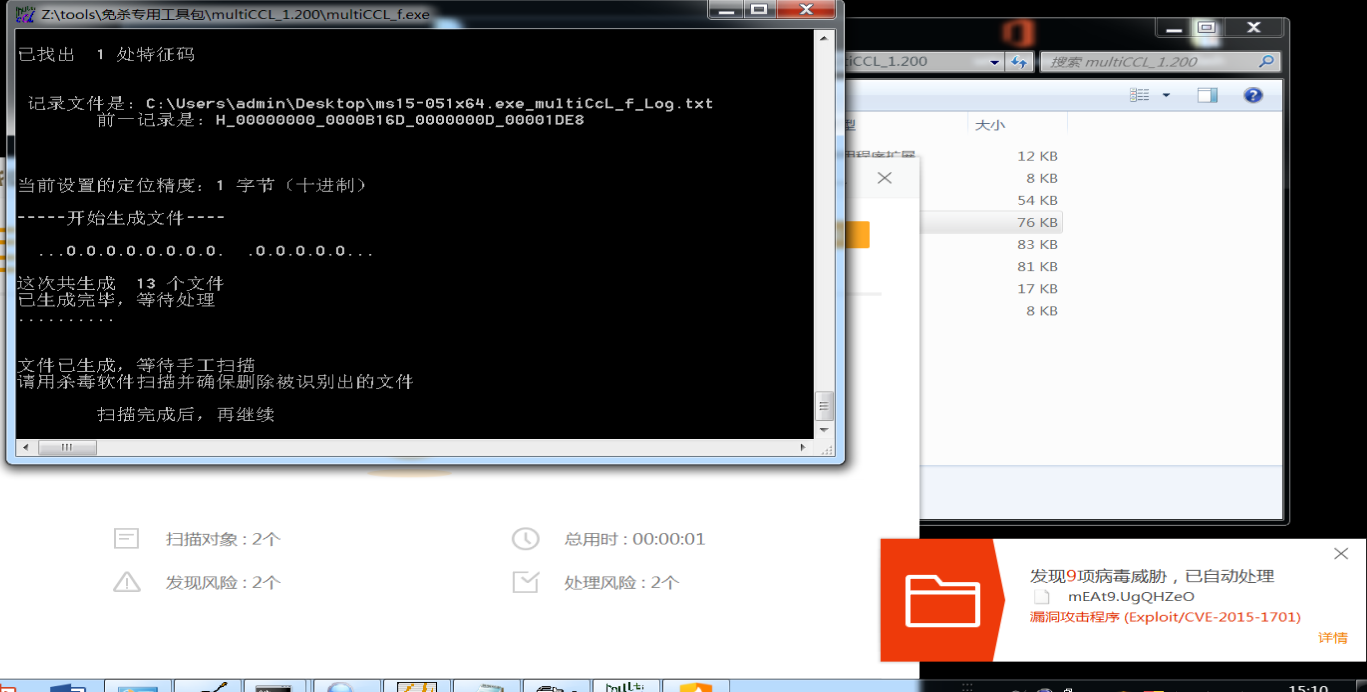 Z:\tools\免杀专用工具包\multiCCL_1.200\multiCCL_f.exe
已找出 1 处特征码
记录文件是: C:\Users\admin\Desktop\ms15-051x64.exe_multiCcL_f_Log.txt
前一记录是: H_00000000_0000B16D_0000000D_00001DE8
当前设置的定位精度: 1 字节 (十进制)
-----开始生成文件----
...0.0.0.0.0.0.0.0. .0.0.0.0.0...
这次共生成 13 个文件
已生成完毕, 等待处理
..........
文件已生成, 等待手工扫描
请用杀毒软件扫描并确保删除被识别出的文件
扫描完成后, 再继续
iCCL_1.200
搜索 multiCCL_1.200
型 大小
用程序扩展 12 KB
8 KB
54 KB
76 KB
83 KB
81 KB
17 KB
8 KB
扫描对象 : 2个 总用时 : 00:00:01
发现风险 : 2个 处理风险 : 2个
发现9项病毒威胁，已自动处理
mEAt9.UgQHZeO
漏洞攻击程序 (Exploit/CVE-2015-1701)
详情
15:10